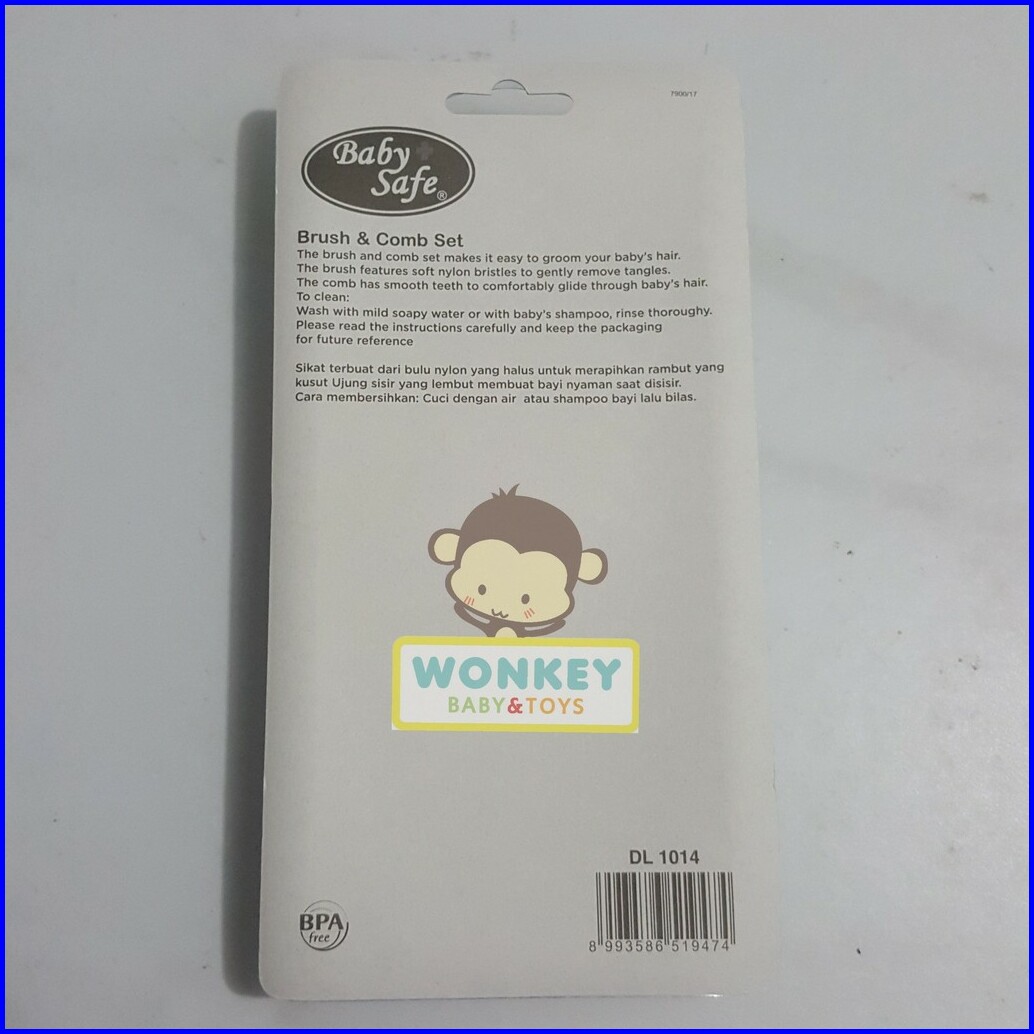 7900/17
Baby
Safe®
Brush & Comb Set
The brush and comb set makes it easy to groom your baby's hair.
The brush features soft nylon bristles to gently remove tangles.
The comb has smooth teeth to comfortably glide through baby's hair.
To clean:
Wash with mild soapy water or with baby's shampoo, rinse thoroughy.
Please read the instructions carefully and keep the packaging
for future reference
Sikat terbuat dari bulu nylon yang halus untuk merapihkan rambut yang
kusut Ujung sisir yang lembut membuat bayi nyaman saat disisir.
Cara membersihkan: Cuci dengan air atau shampoo bayi lalu bilas.
WONKEY
BABY&TOYS
DL 1014
8 993586 519474
BPA
free